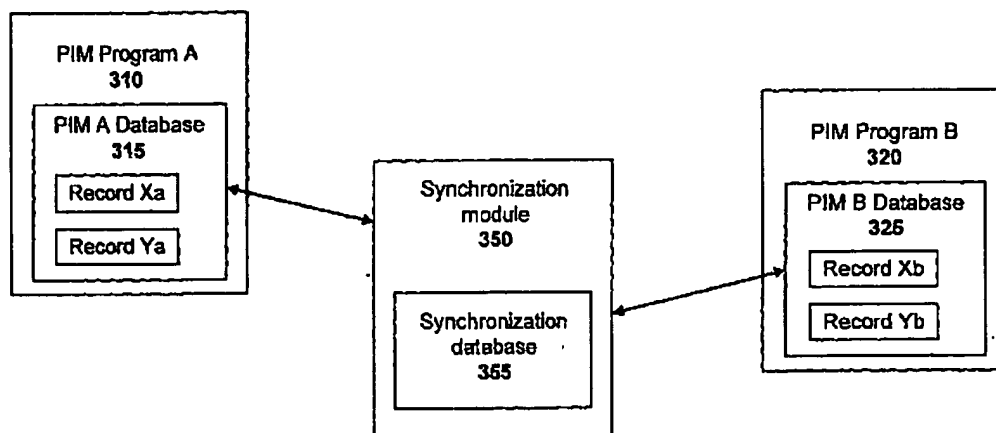 PIM Program A
310
PIM A Database
315
Record Xa
Record Ya
Synchronization
module
350
Synchronization
database
355
PIM Program B
320
PIM B Database
325
Record Xb
Record Yb